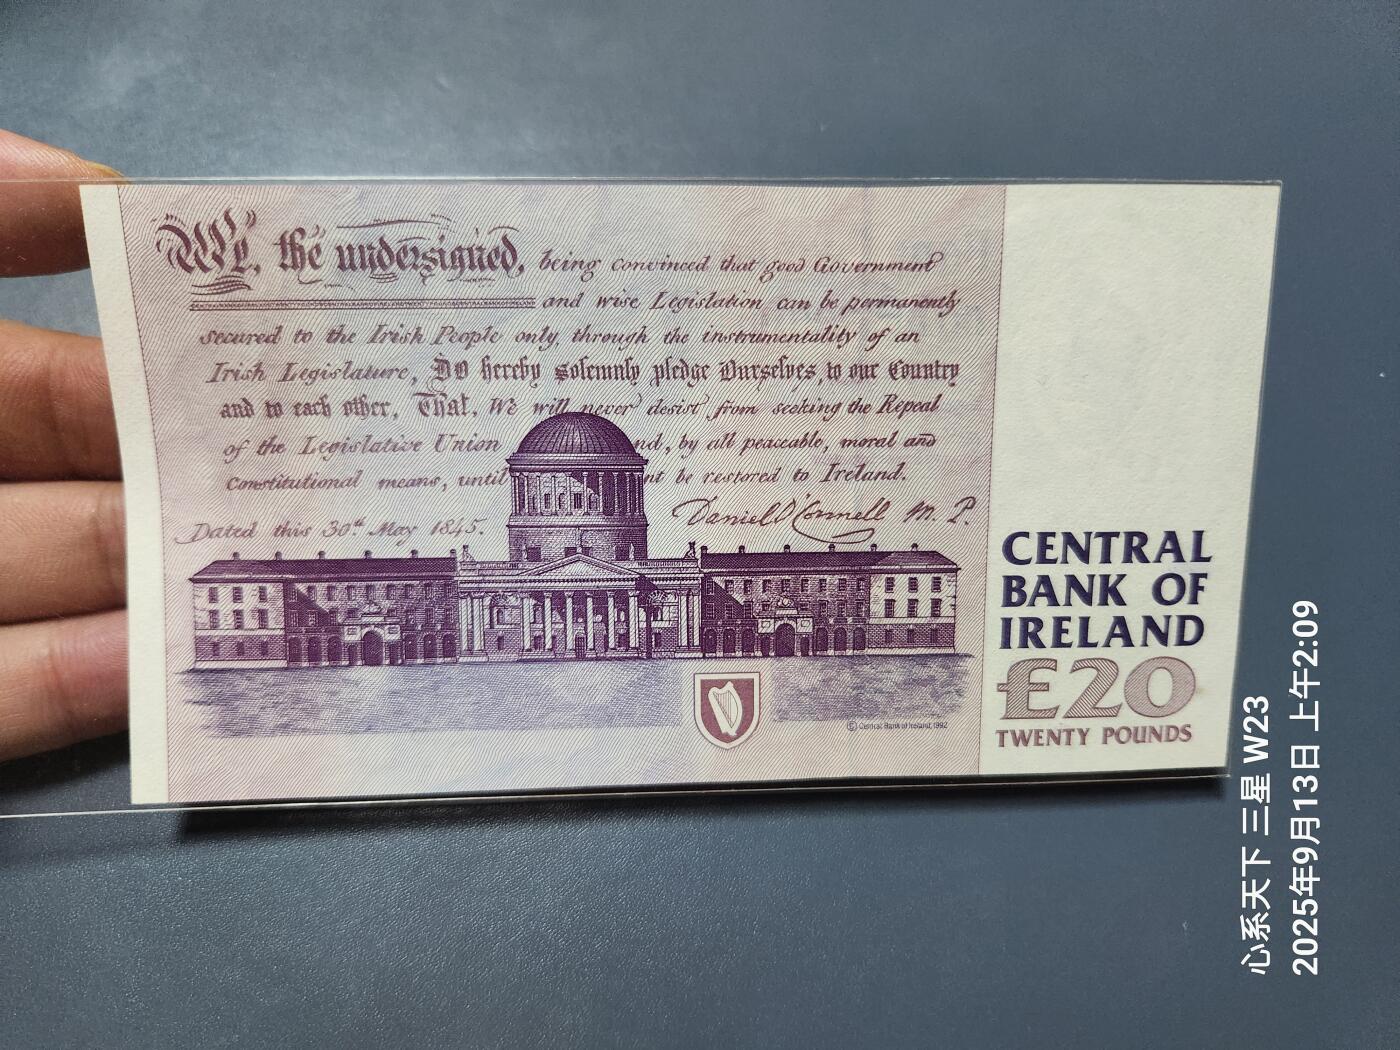 We, the undersigned, being convinced that good Government
and wise Legislation can be permanently
secured to the Irish People only, through the instrumentality of an
Irish Legislature, Do hereby solemnly pledge Ourselves, to our Country
and to each other, That, We will never desist from seeking the Repeal
of the Legislative Union nd, by all peaceable, moral and
Constitutional means, until nt be restored to Ireland.
Daniel O'Connell M.P.
Dated this 30th May 1845.
© Central Bank of Ireland, 1992
CENTRAL
BANK OF
IRELAND
£20
TWENTY POUNDS
心系天下 三星 W23
2025年9月13日 上午2:09